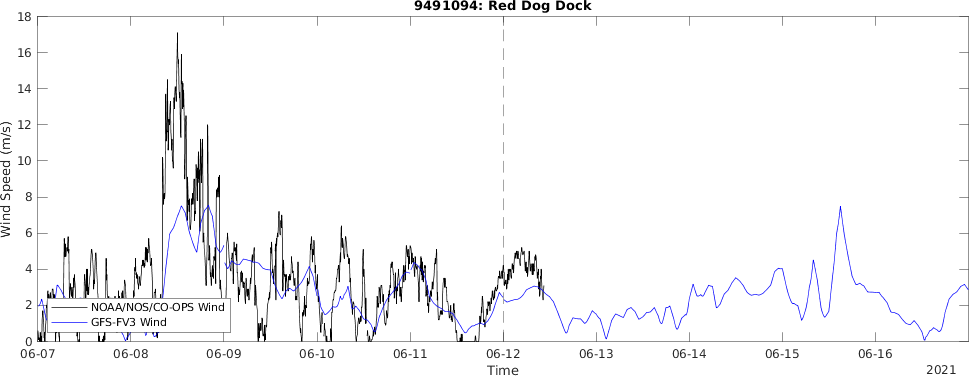 9491094: Red Dog Dock
18
16
14
12
10
8
6
4
2
0
Wind Speed (m/s)
NOAA/NOS/CO-OPS Wind
GFS-FV3 Wind
06-07 06-08 06-09 06-10 06-11 06-12 06-13 06-14 06-15 06-16
Time
2021